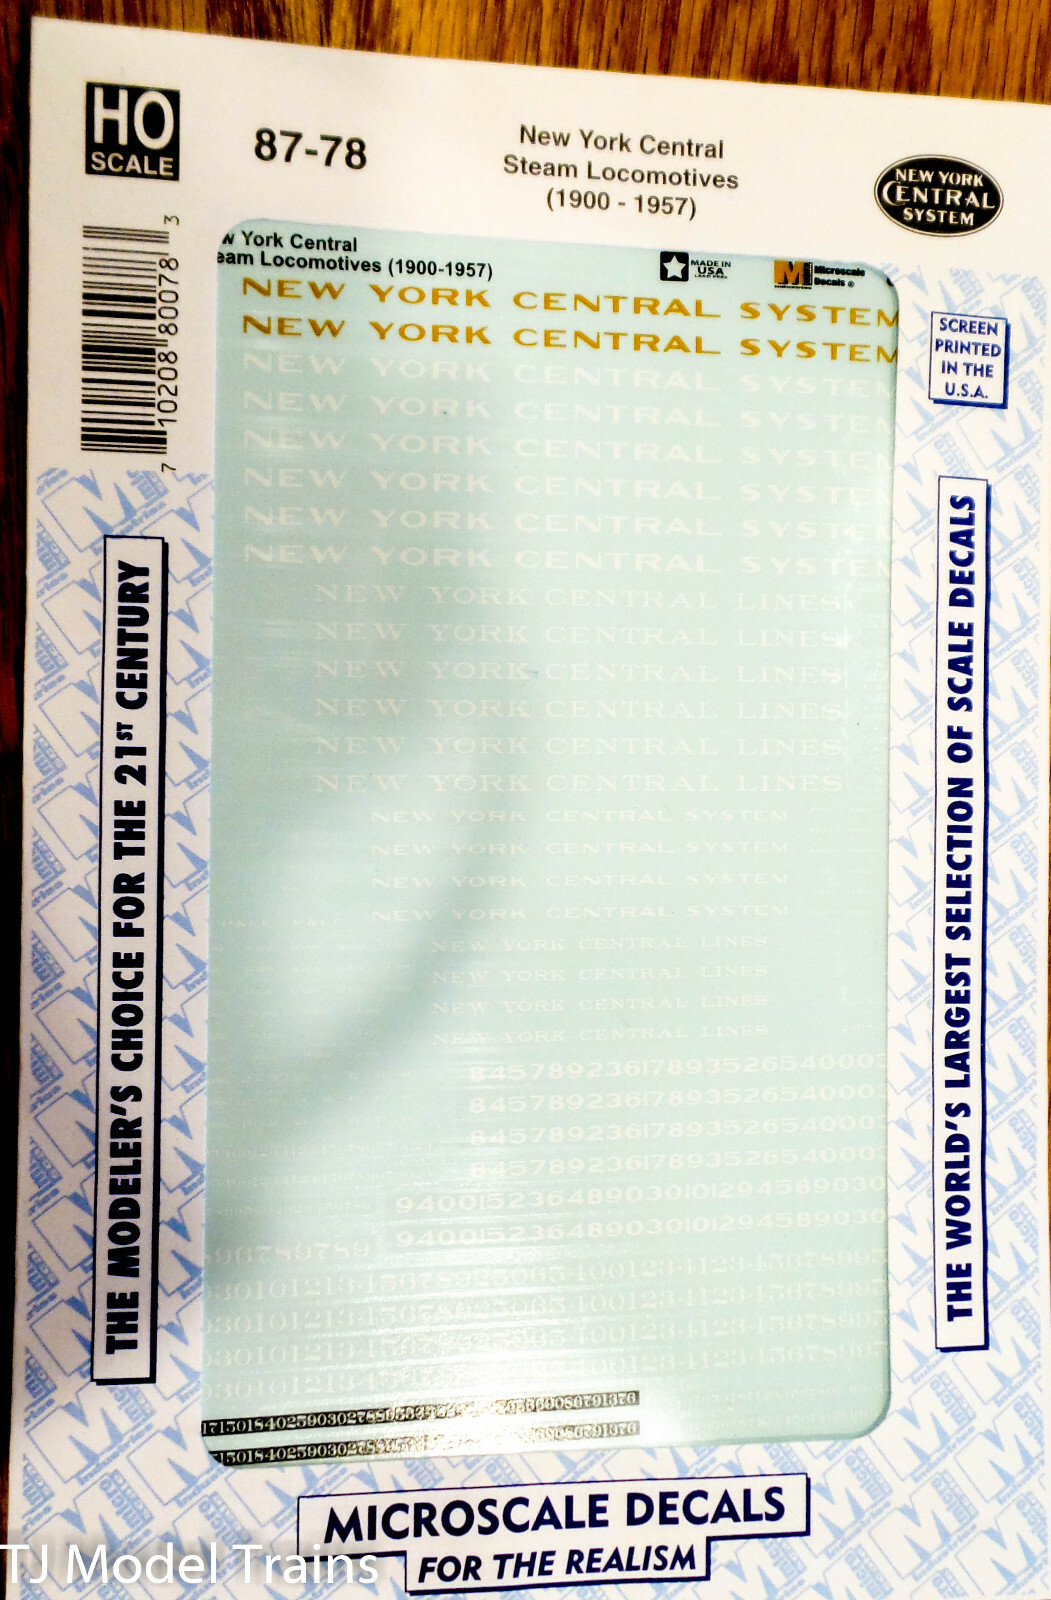 HO
SCALE
87-78
New York Central
Steam Locomotives
(1900 - 1957)
NEW YORK
CENTRAL
SYSTEM
7 10208 80078 3
w York Central
eam Locomotives (1900-1957)
MADE IN
USA
Microscale
Decals ®
SCREEN
PRINTED
IN THE
U.S.A.
NEW YORK CENTRAL SYSTEM
NEW YORK CENTRAL SYSTEM
NEW YORK CENTRAL SYSTEM
NEW YORK CENTRAL SYSTEM
NEW YORK CENTRAL SYSTEM
NEW YORK CENTRAL SYSTEM
NEW YORK CENTRAL SYSTEM
NEW YORK CENTRAL SYSTEM
NEW YORK CENTRAL LINES
NEW YORK CENTRAL LINES
NEW YORK CENTRAL LINES
NEW YORK CENTRAL LINES
NEW YORK CENTRAL LINES
NEW YORK CENTRAL LINES
NEW YORK CENTRAL SYSTEM
NEW YORK CENTRAL SYSTEM
NEW YORK CENTRAL SYSTEM
NEW YORK CENTRAL SYSTEM
NEW YORK CENTRAL LINES
NEW YORK CENTRAL LINES
NEW YORK CENTRAL LINES
NEW YORK CENTRAL LINES
84578923617893526540003
84578923617893526540003
84578923617893526540003
84578923617893526540003
940015236489030101294589030
940015236489030101294589030
THE MODELER'S CHOICE FOR THE 21ST CENTURY
THE WORLD'S LARGEST SELECTION OF SCALE DECALS
MICROSCALE DECALS
FOR THE REALISM
TJ Model Trains